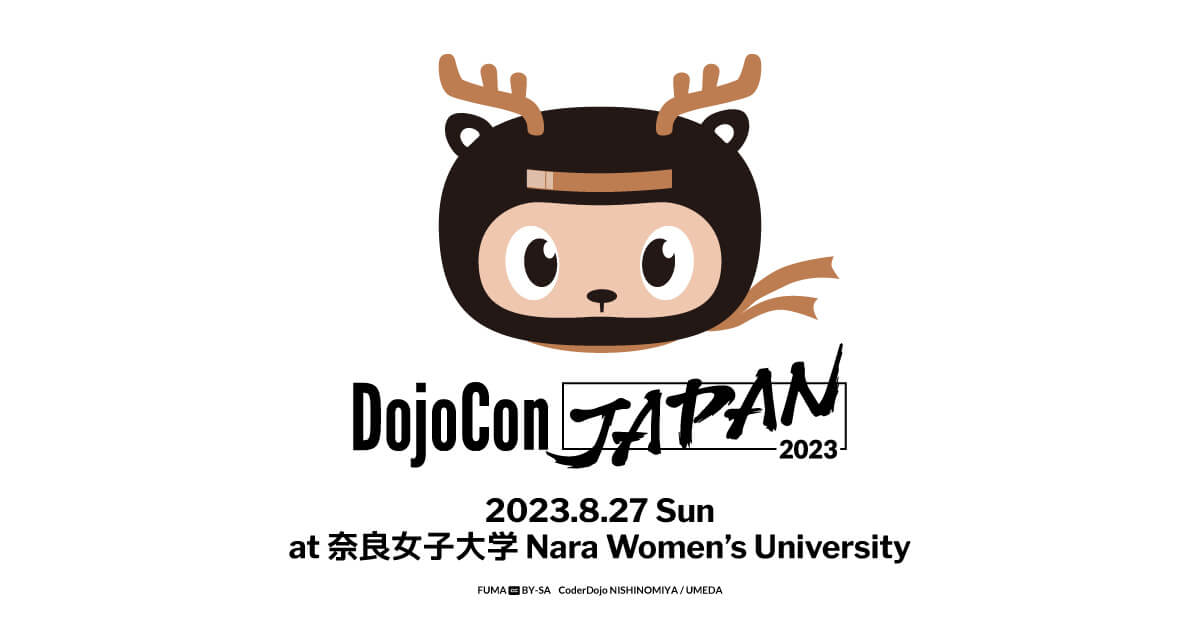 DojoCon JAPAN
2023
2023.8.27 Sun
at 奈良女子大学 Nara Women's University
FUMA CC BY-SA CoderDojo NISHINOMIYA / UMEDA